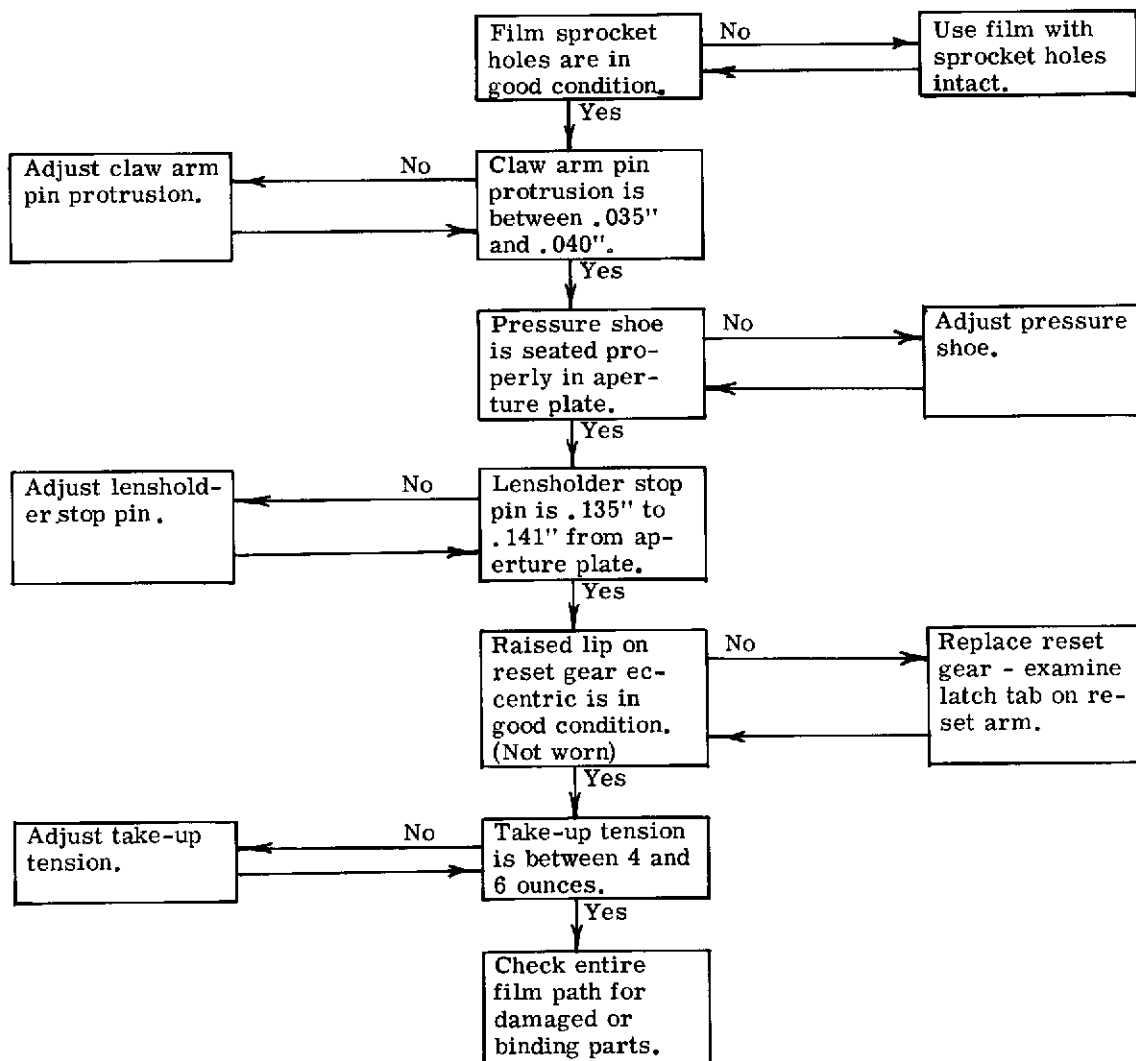 Film sprocket
holes are in
good condition.
No
Use film with
sprocket holes
intact.
Yes
Adjust claw arm
pin protrusion.
No
Claw arm pin
protrusion is
between .035"
and .040".
Yes
Pressure shoe
is seated pro-
perly in aper-
ture plate.
No
Adjust pressure
shoe.
Yes
Adjust lenshold-
er stop pin.
No
Lensholder stop
pin is .135" to
.141" from ap-
erture plate.
Yes
Raised lip on
reset gear ec-
centric is in
good condition.
(Not worn)
No
Replace reset
gear - examine
latch tab on re-
set arm.
Yes
Adjust take-up
tension.
No
Take-up tension
is between 4 and
6 ounces.
Yes
Check entire
film path for
damaged or
binding parts.